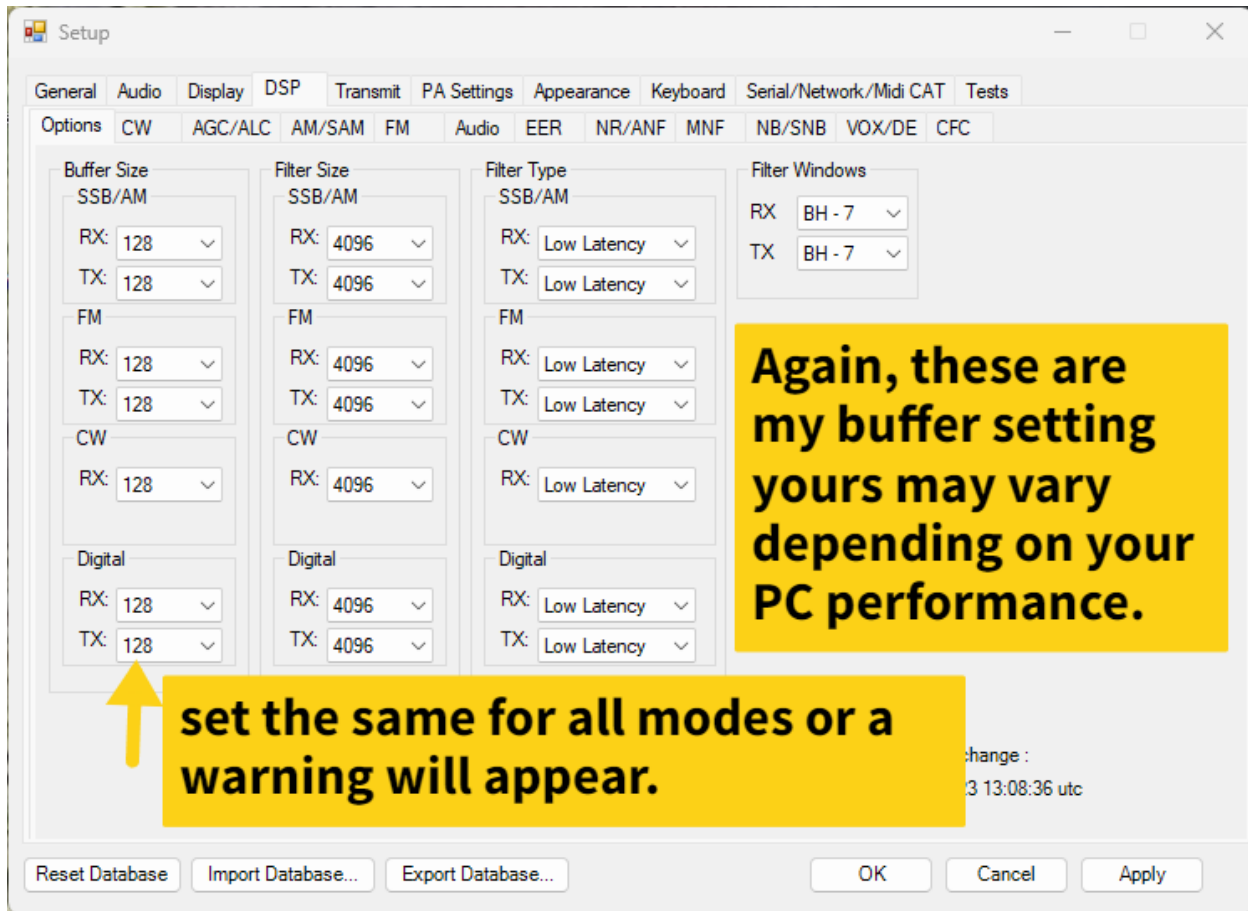 Setup
General Audio Display DSP Transmit PA Settings Appearance Keyboard Serial/Network/Midi CAT Tests
Options CW AGC/ALC AM/SAM FM Audio EER NR/ANF MNF NB/SNB VOX/DE CFC
Buffer Size Filter Size Filter Type Filter Windows
SSB/AM SSB/AM SSB/AM
RX: 128 RX: 4096 RX: Low Latency RX BH - 7
TX: 128 TX: 4096 TX: Low Latency TX BH - 7
FM FM FM
RX: 128 RX: 4096 RX: Low Latency
TX: 128 TX: 4096 TX: Low Latency
CW CW CW
RX: 128 RX: 4096 RX: Low Latency
Digital Digital Digital
RX: 128 RX: 4096 RX: Low Latency
TX: 128 TX: 4096 TX: Low Latency
Again, these are
my buffer setting
yours may vary
depending on your
PC performance.
set the same for all modes or a
warning will appear.
change :
23 13:08:36 utc
Reset Database Import Database... Export Database... OK Cancel Apply